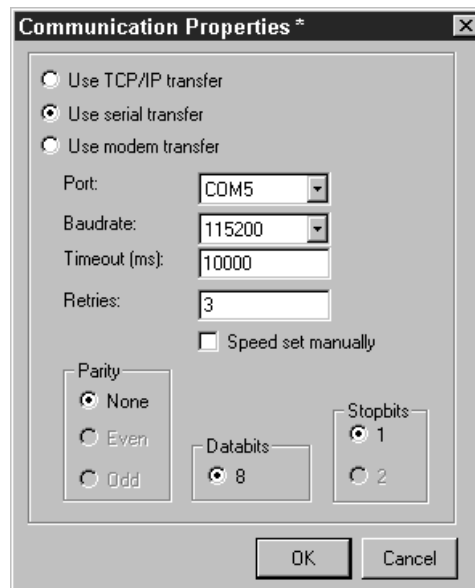 Communication Properties *
Use TCP/IP transfer
Use serial transfer
Use modem transfer
Port: COM5
Baudrate: 115200
Timeout (ms): 10000
Retries: 3
Speed set manually
Parity
None
Even
Odd
Databits
8
Stopbits
1
2
OK Cancel